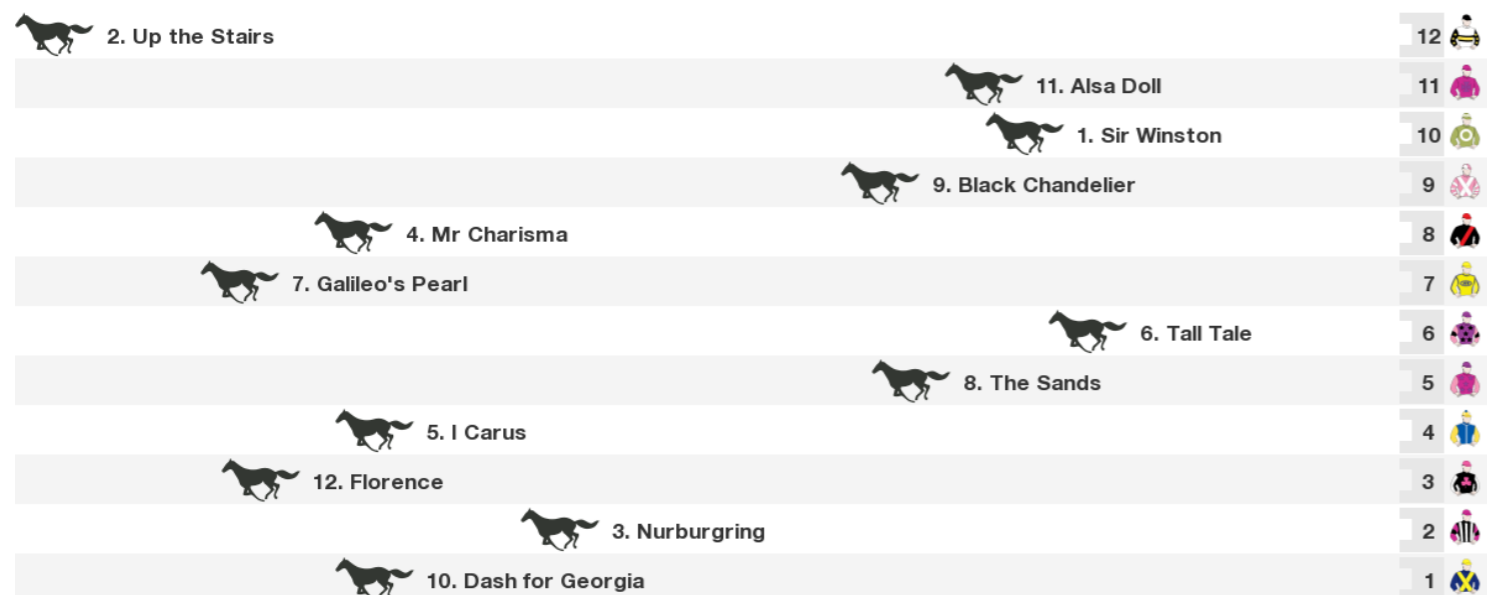 2. Up the Stairs 12
11. Alsa Doll 11
1. Sir Winston 10
9. Black Chandelier 9
4. Mr Charisma 8
7. Galileo's Pearl 7
6. Tall Tale 6
8. The Sands 5
5. I Carus 4
12. Florence 3
3. Nurburgring 2
10. Dash for Georgia 1